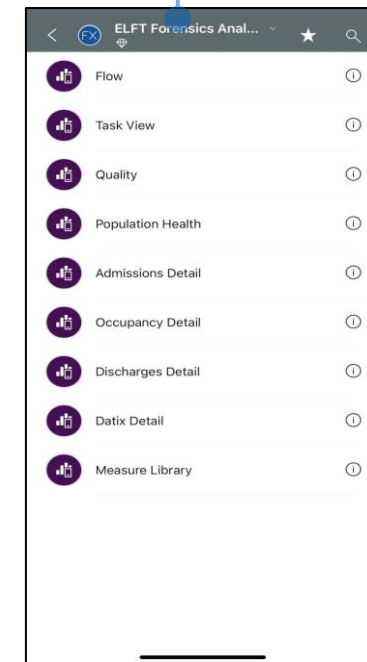 FX
ELFT Forensics Anal...
Flow
Task View
Quality
Population Health
Admissions Detail
Occupancy Detail
Discharges Detail
Datix Detail
Measure Library